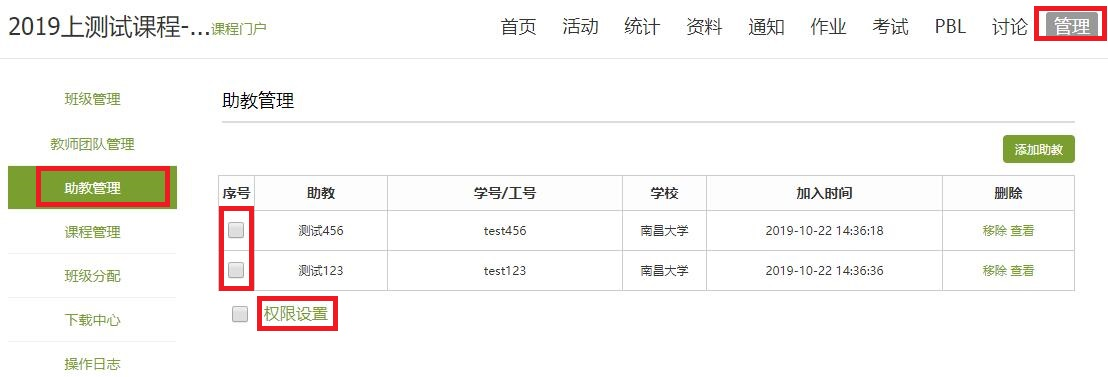 2019上测试课程-...课程门户 首页 活动 统计 资料 通知 作业 考试 PBL 讨论 管理
班级管理
教师团队管理
助教管理
课程管理
班级分配
下载中心
操作日志
助教管理
添加助教
序号 助教 学号/工号 学校 加入时间 删除
测试456 test456 南昌大学 2019-10-22 14:36:18 移除 查看
测试123 test123 南昌大学 2019-10-22 14:36:36 移除 查看
权限设置